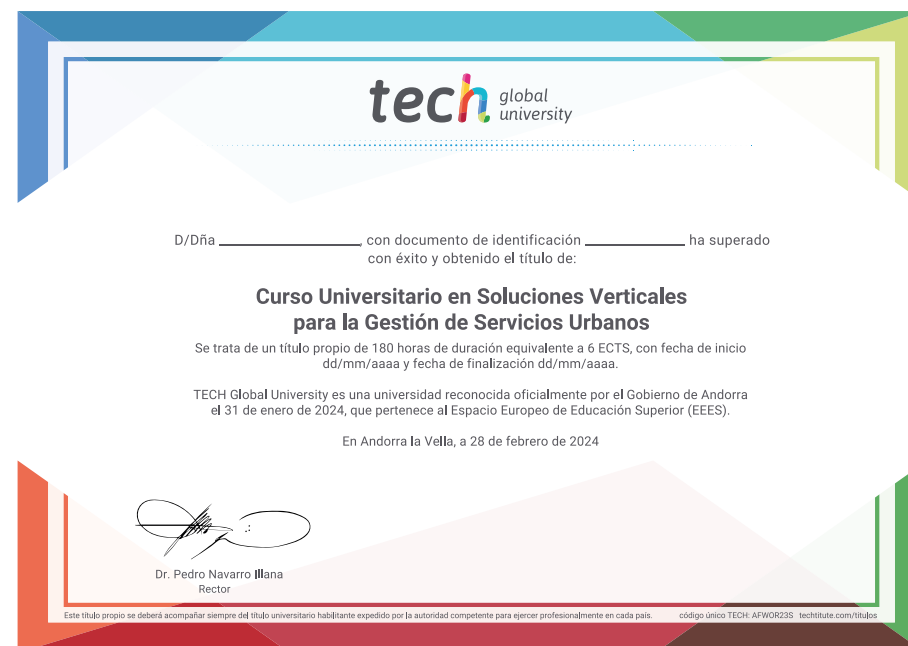 tech global university
D/Dña ____________________, con documento de identificación ______________ ha superado
con éxito y obtenido el título de:
Curso Universitario en Soluciones Verticales
para la Gestión de Servicios Urbanos
Se trata de un título propio de 180 horas de duración equivalente a 6 ECTS, con fecha de inicio
dd/mm/aaaa y fecha de finalización dd/mm/aaaa.
TECH Global University es una universidad reconocida oficialmente por el Gobierno de Andorra
el 31 de enero de 2024, que pertenece al Espacio Europeo de Educación Superior (EEES).
En Andorra la Vella, a 28 de febrero de 2024
Dr. Pedro Navarro Illana
Rector
Este título propio se deberá acompañar siempre del título universitario habilitante expedido por la autoridad competente para ejercer profesionalmente en cada país. código único TECH: AFWOR23S techtitute.com/titulos